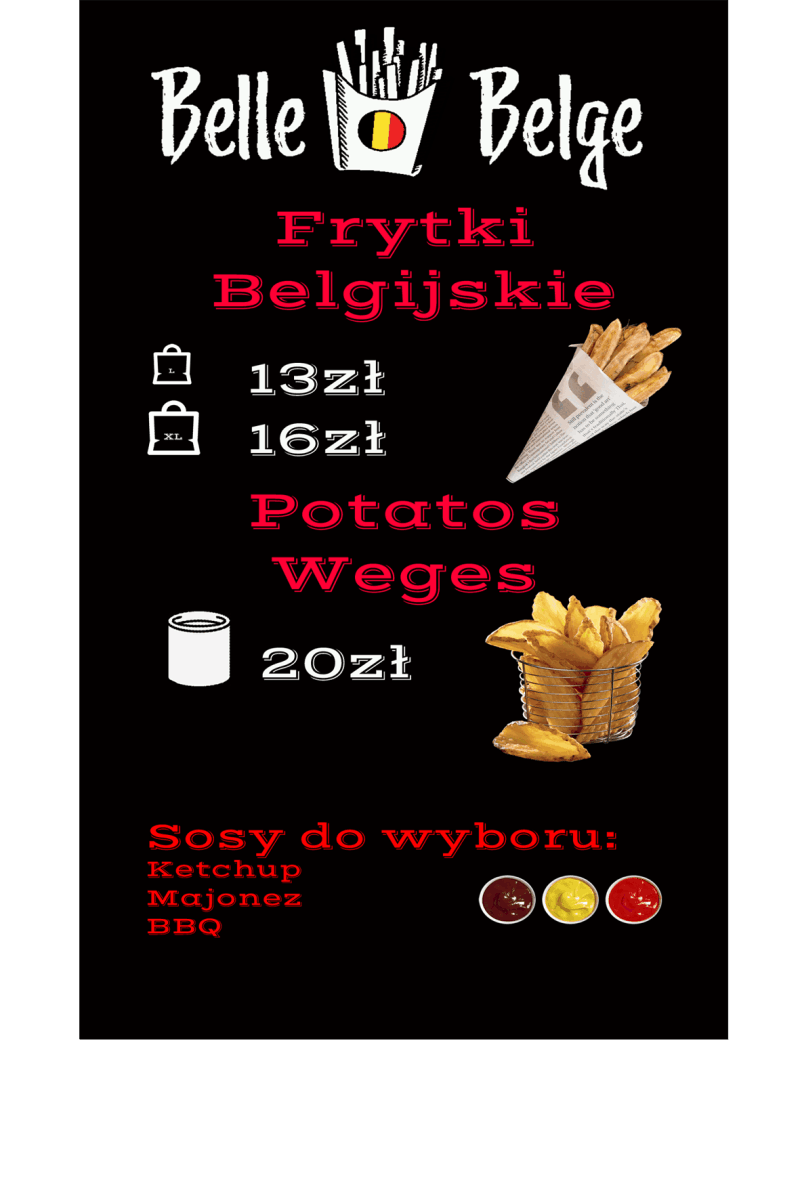 Belle Belge
Frytki
Belgijskie
L 13zł
XL 16zł
Potatos
Weges
20zł
Sosy do wyboru:
Ketchup
Majonez
BBQ